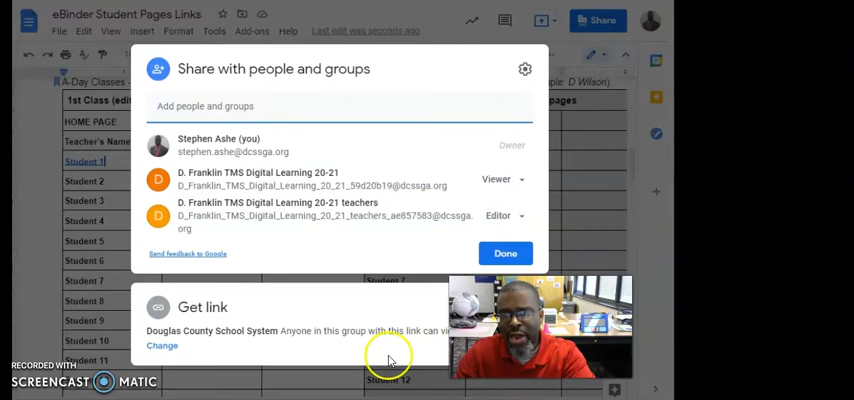 eBinder Student Pages Links
File Edit View Insert Format Tools Add-ons Help Last edit was seconds ago
Share
A-Day Classes -
ple: D Wilson).
1st Class (edi
pages
HOME PAGE
Teacher's Name
Student 1
Student 2
Student 3
Student 4
Student 5
Student 6
Student 7
Student 8
Student 9
Student 10
Student 11
Share with people and groups
Add people and groups
Stephen Ashe (you)
stephen.ashe@dcssga.org
Owner
D. Franklin TMS Digital Learning 20-21
D_Franklin_TMS_Digital_Learning_20_21_59d20b19@dcssga.org
Viewer
D. Franklin TMS Digital Learning 20-21 teachers
D_Franklin_TMS_Digital_Learning_20_21_teachers_ae857583@dcssga.
org
Editor
Send feedback to Google
Done
Student 7
Get link
Douglas County School System Anyone in this group with this link can vi
Change
Student 12
RECORDED WITH
SCREENCAST MATIC